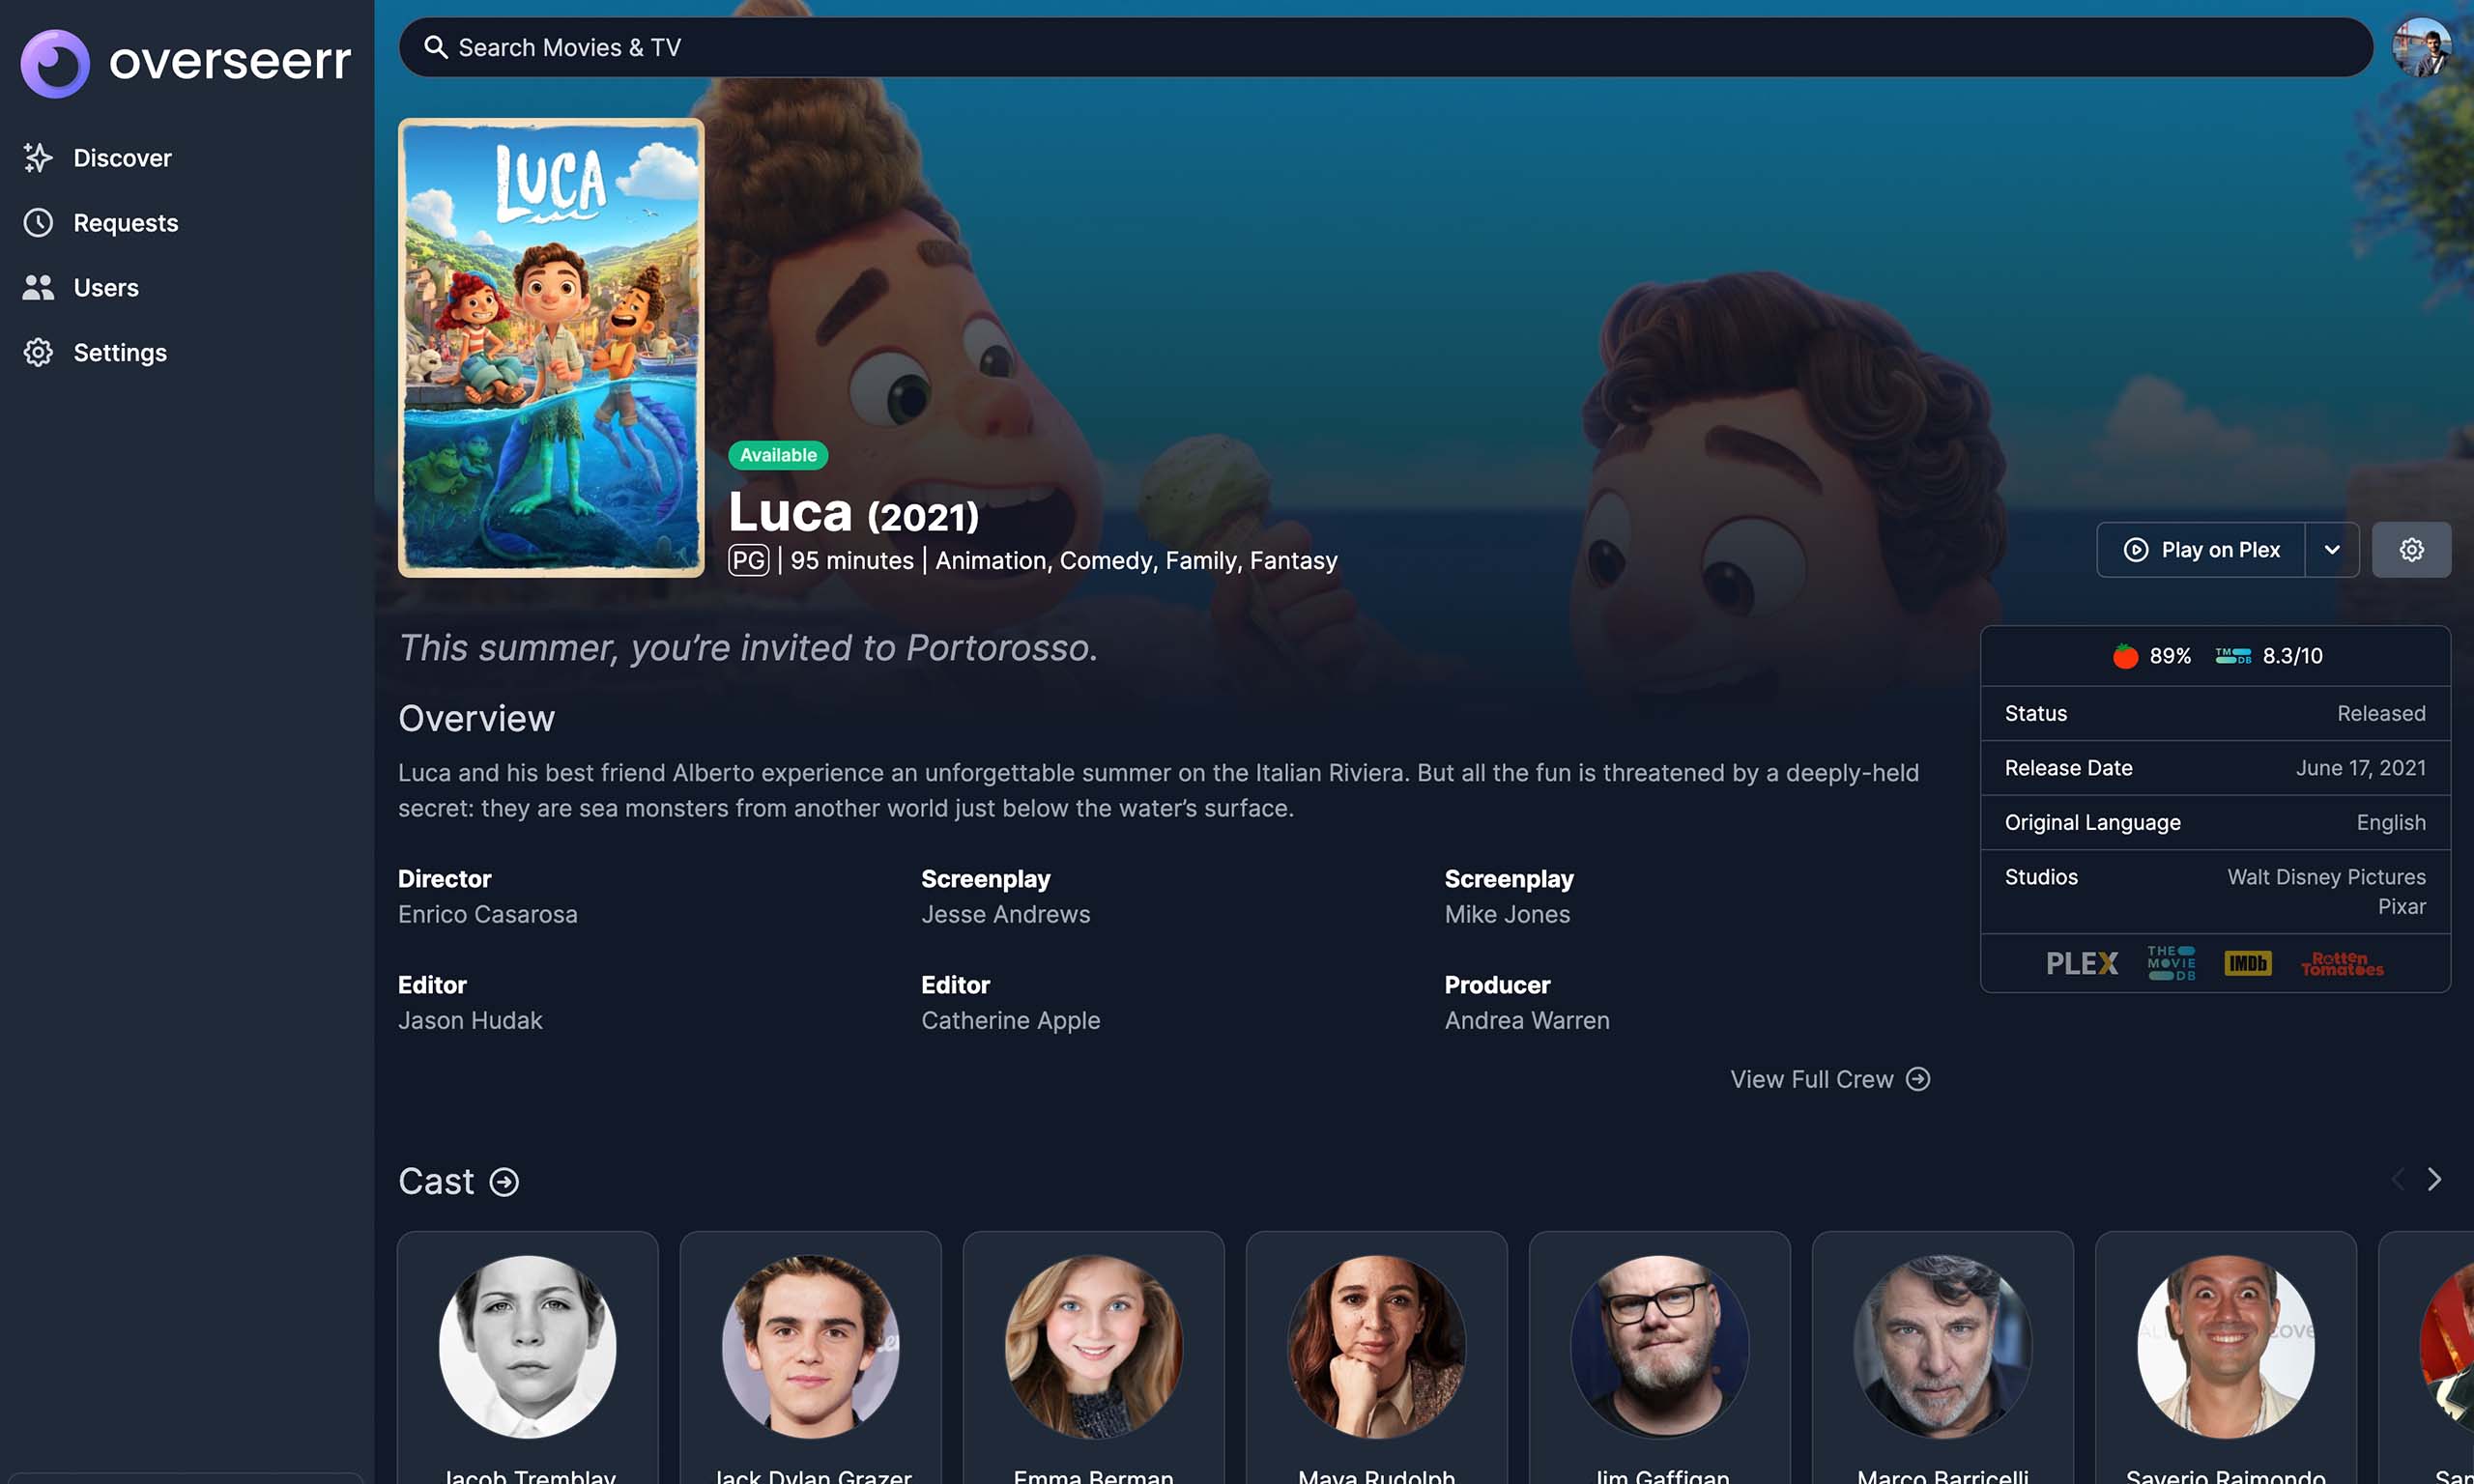 overseerr
Search Movies & TV
Discover
Requests
Users
Settings
LUCA
Available
Luca (2021)
PG | 95 minutes | Animation, Comedy, Family, Fantasy
Play on Plex
This summer, you’re invited to Portorosso.
89% TMDB 8.3/10
Overview
Luca and his best friend Alberto experience an unforgettable summer on the Italian Riviera. But all the fun is threatened by a deeply-held
secret: they are sea monsters from another world just below the water’s surface.
Status Released
Release Date June 17, 2021
Original Language English
Studios Walt Disney Pictures
Pixar
PLEX THE MOVIE DB IMDb Rotten Tomatoes
Director Screenplay Screenplay
Enrico Casarosa Jesse Andrews Mike Jones
Editor Editor Producer
Jason Hudak Catherine Apple Andrea Warren
View Full Crew
Cast
Jacob Tremblay Jack Dylan Grazer Emma Berman Maya Rudolph Jim Gaffigan Marco Barricelli Saverio Raimondo